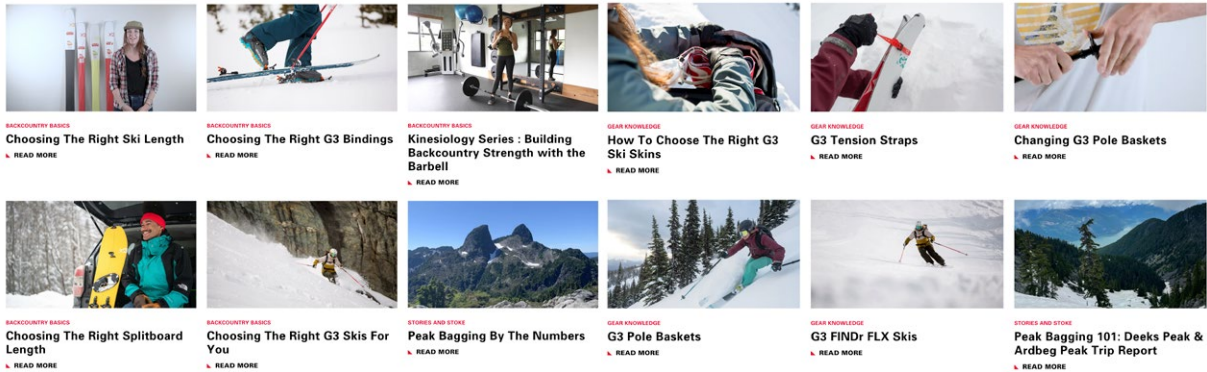 BACKCOUNTRY BASICS
Choosing The Right Ski Length
READ MORE
BACKCOUNTRY BASICS
Choosing The Right G3 Bindings
READ MORE
BACKCOUNTRY BASICS
Kinesiology Series : Building
Backcountry Strength with the
Barbell
READ MORE
GEAR KNOWLEDGE
How To Choose The Right G3
Ski Skins
READ MORE
GEAR KNOWLEDGE
G3 Tension Straps
READ MORE
GEAR KNOWLEDGE
Changing G3 Pole Baskets
READ MORE
BACKCOUNTRY BASICS
Choosing The Right Splitboard
Length
READ MORE
BACKCOUNTRY BASICS
Choosing The Right G3 Skis For
You
READ MORE
STORIES AND STOKE
Peak Bagging By The Numbers
READ MORE
GEAR KNOWLEDGE
G3 Pole Baskets
READ MORE
GEAR KNOWLEDGE
G3 FINDr FLX Skis
READ MORE
STORIES AND STOKE
Peak Bagging 101: Deeks Peak &
Ardbeg Peak Trip Report
READ MORE